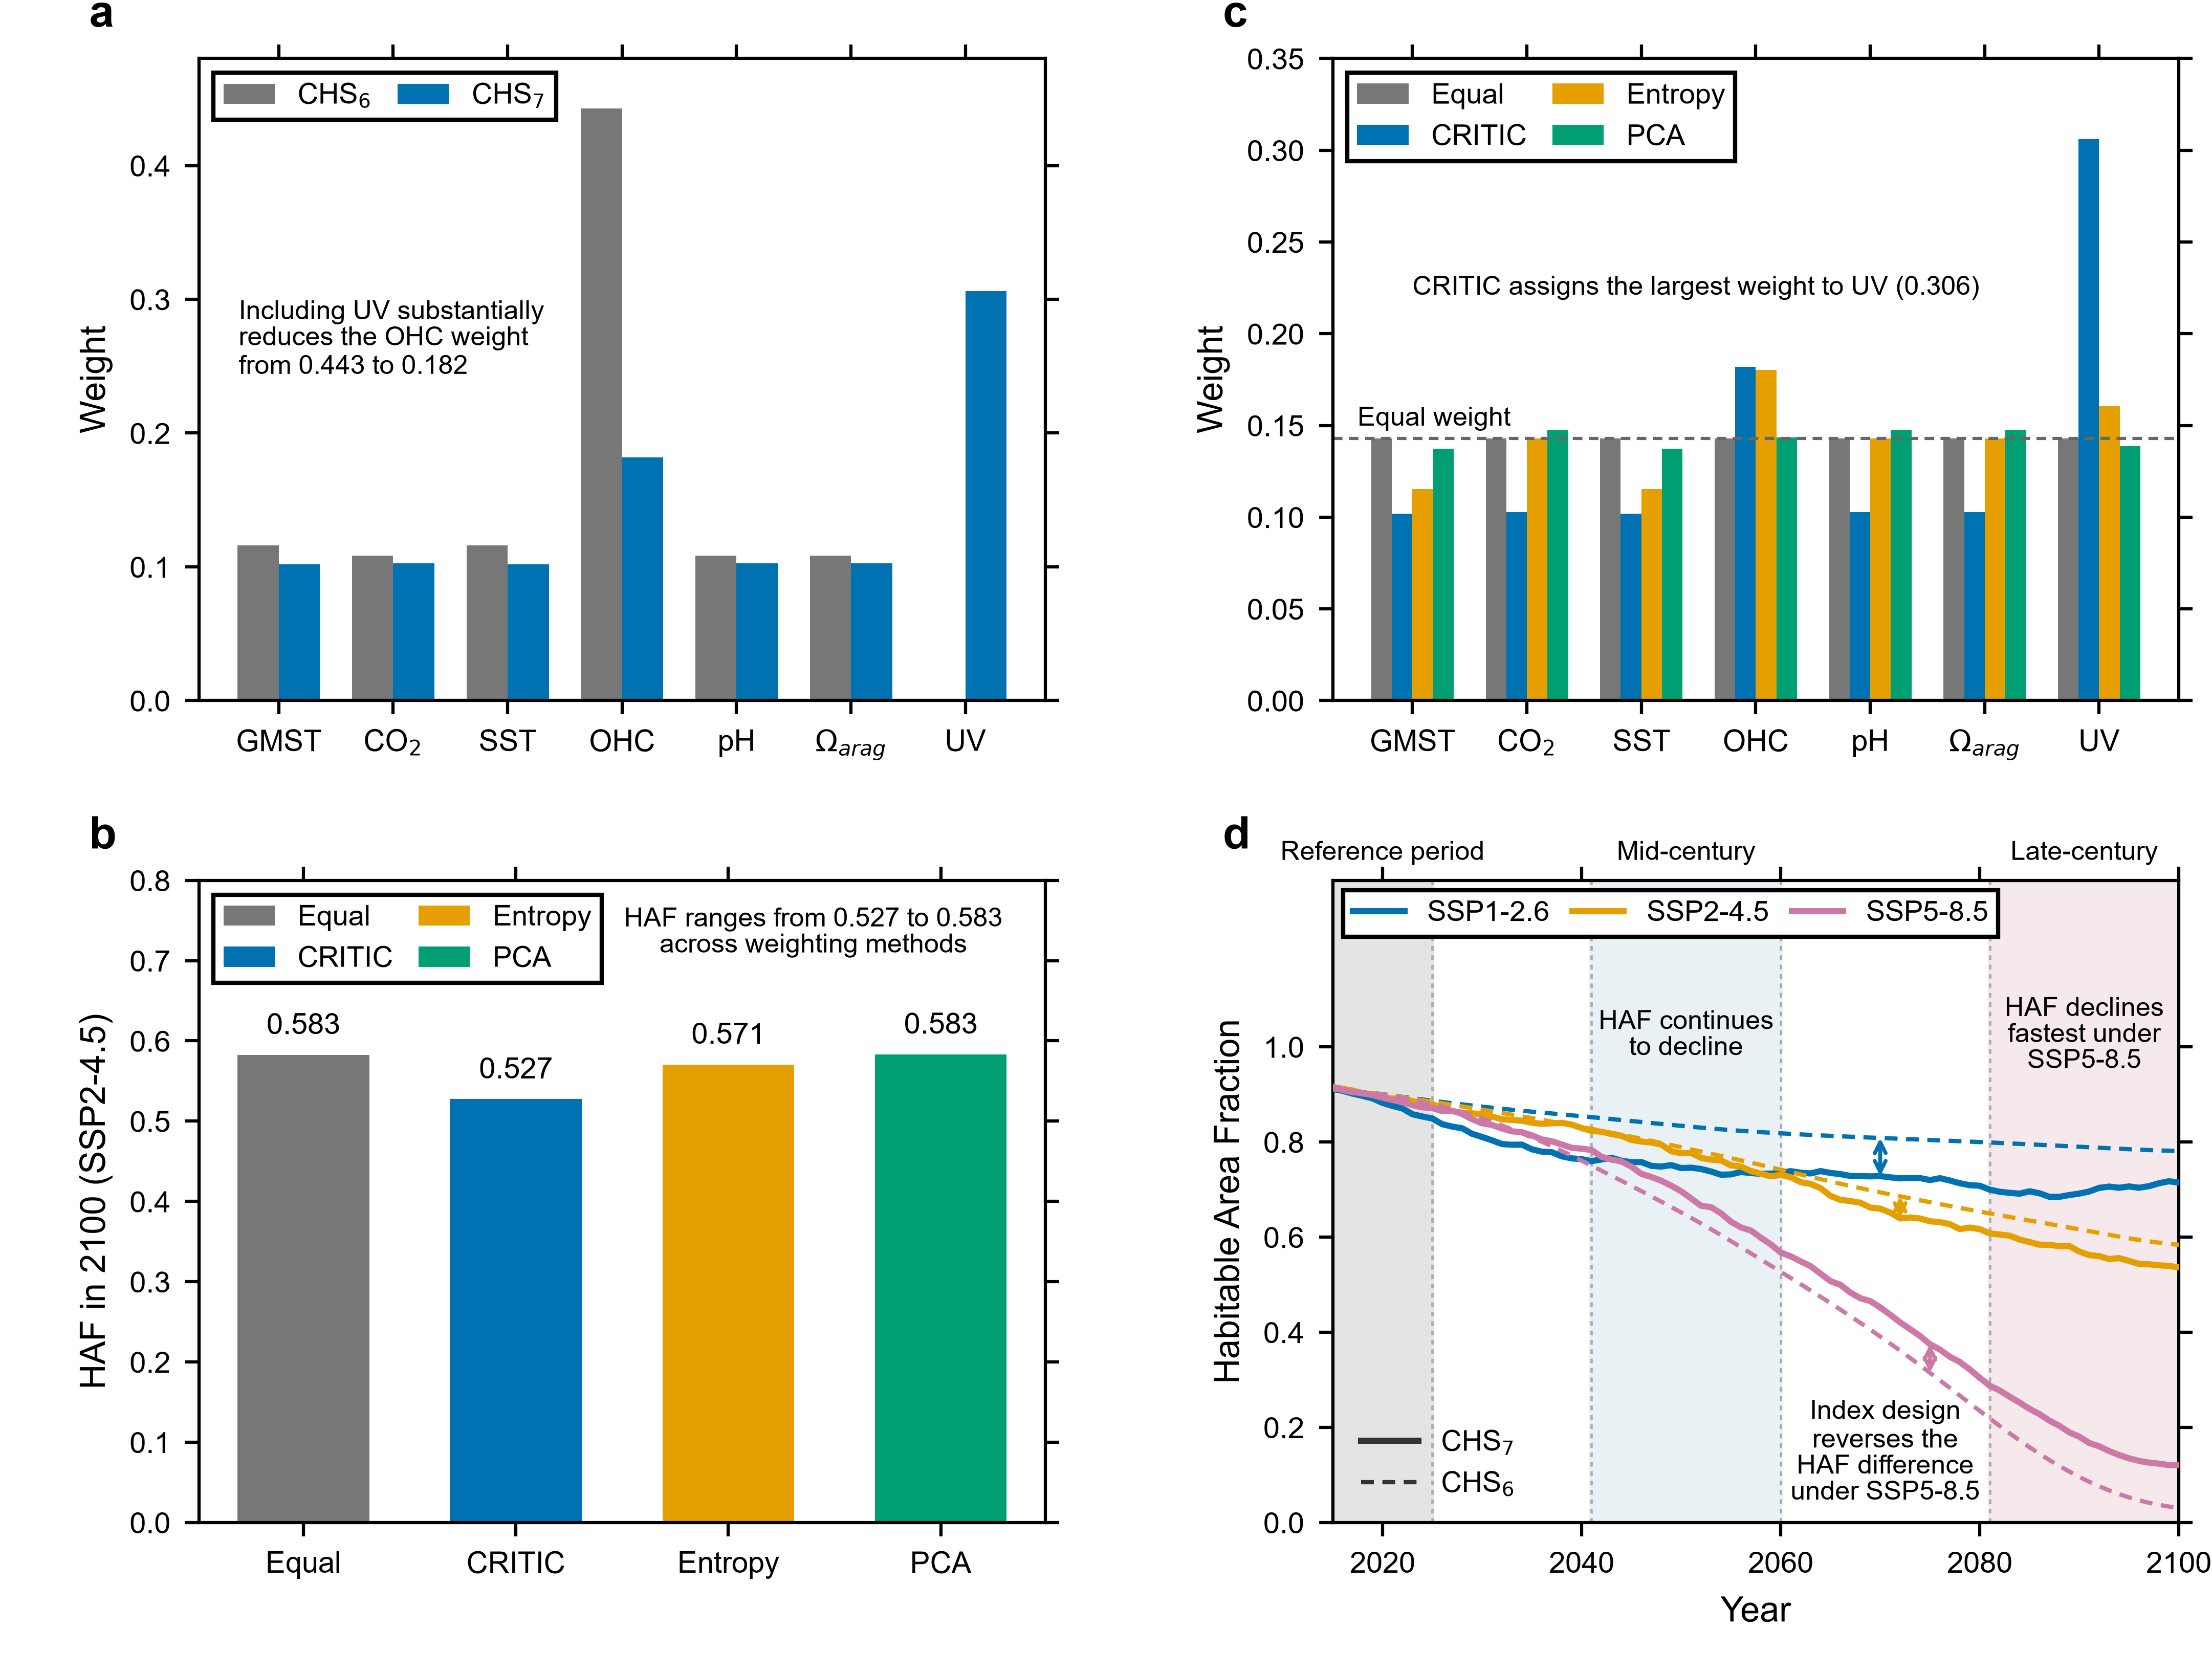 a
CHS6 CHS7
Including UV substantially
reduces the OHC weight
from 0.443 to 0.182
Weight
0.4
0.3
0.2
0.1
0.0
GMST CO2 SST OHC pH Ωarag UV
c
Equal Entropy
CRITIC PCA
CRITIC assigns the largest weight to UV (0.306)
Equal weight
Weight
0.35
0.30
0.25
0.20
0.15
0.10
0.05
0.00
GMST CO2 SST OHC pH Ωarag UV
b
Equal Entropy
CRITIC PCA
HAF ranges from 0.527 to 0.583
across weighting methods
0.583 0.527 0.571 0.583
HAF in 2100 (SSP2-4.5)
0.8
0.7
0.6
0.5
0.4
0.3
0.2
0.1
0.0
Equal CRITIC Entropy PCA
d
Reference period Mid-century Late-century
SSP1-2.6 SSP2-4.5 SSP5-8.5
HAF continues
to decline
HAF declines
fastest under
SSP5-8.5
Index design
reverses the
HAF difference
under SSP5-8.5
CHS7
CHS6
Habitable Area Fraction
1.0
0.8
0.6
0.4
0.2
0.0
2020 2040 2060 2080 2100
Year